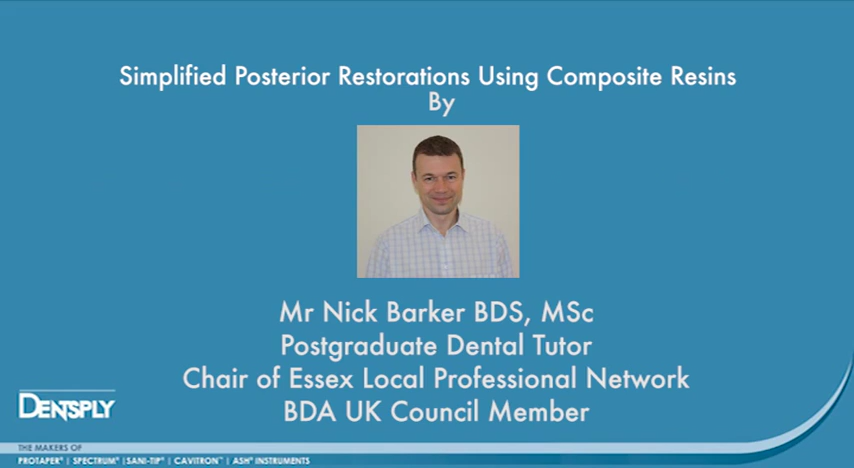 Simplified Posterior Restorations Using Composite Resins
By
Mr Nick Barker BDS, MSc
Postgraduate Dental Tutor
Chair of Essex Local Professional Network
BDA UK Council Member
DENTSPLY
THE MAKERS OF
PROTAPER® | SPECTRUM® | SANI-TIP® | CAVITRON™ | ASH® INSTRUMENTS